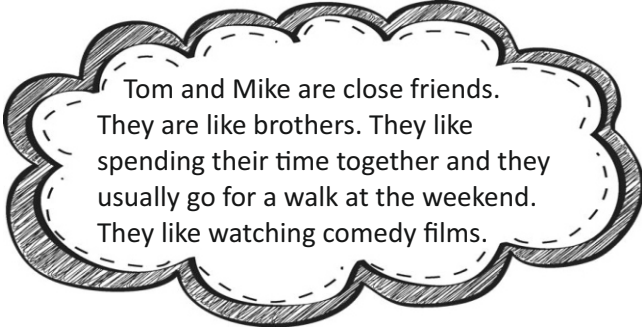 Tom and Mike are close friends.
They are like brothers. They like
spending their time together and they
usually go for a walk at the weekend.
They like watching comedy films.